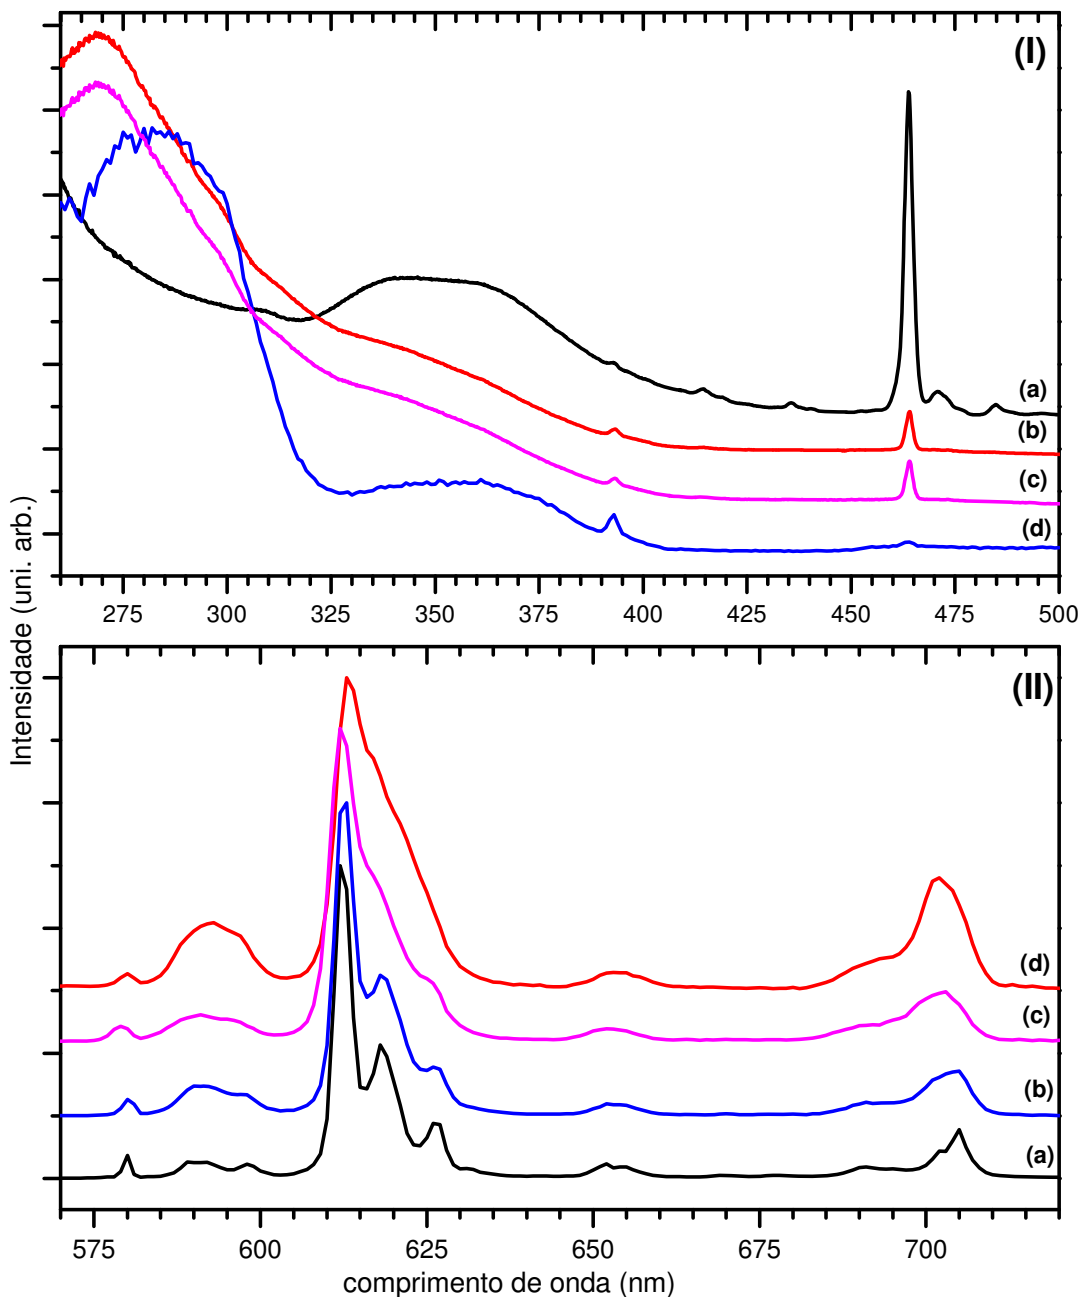 (I)
(a)
(b)
(c)
(d)
275 300 325 350 375 400 425 450 475 500
Intensidade (uni. arb.)
(II)
(d)
(c)
(b)
(a)
575 600 625 650 675 700
comprimento de onda (nm)